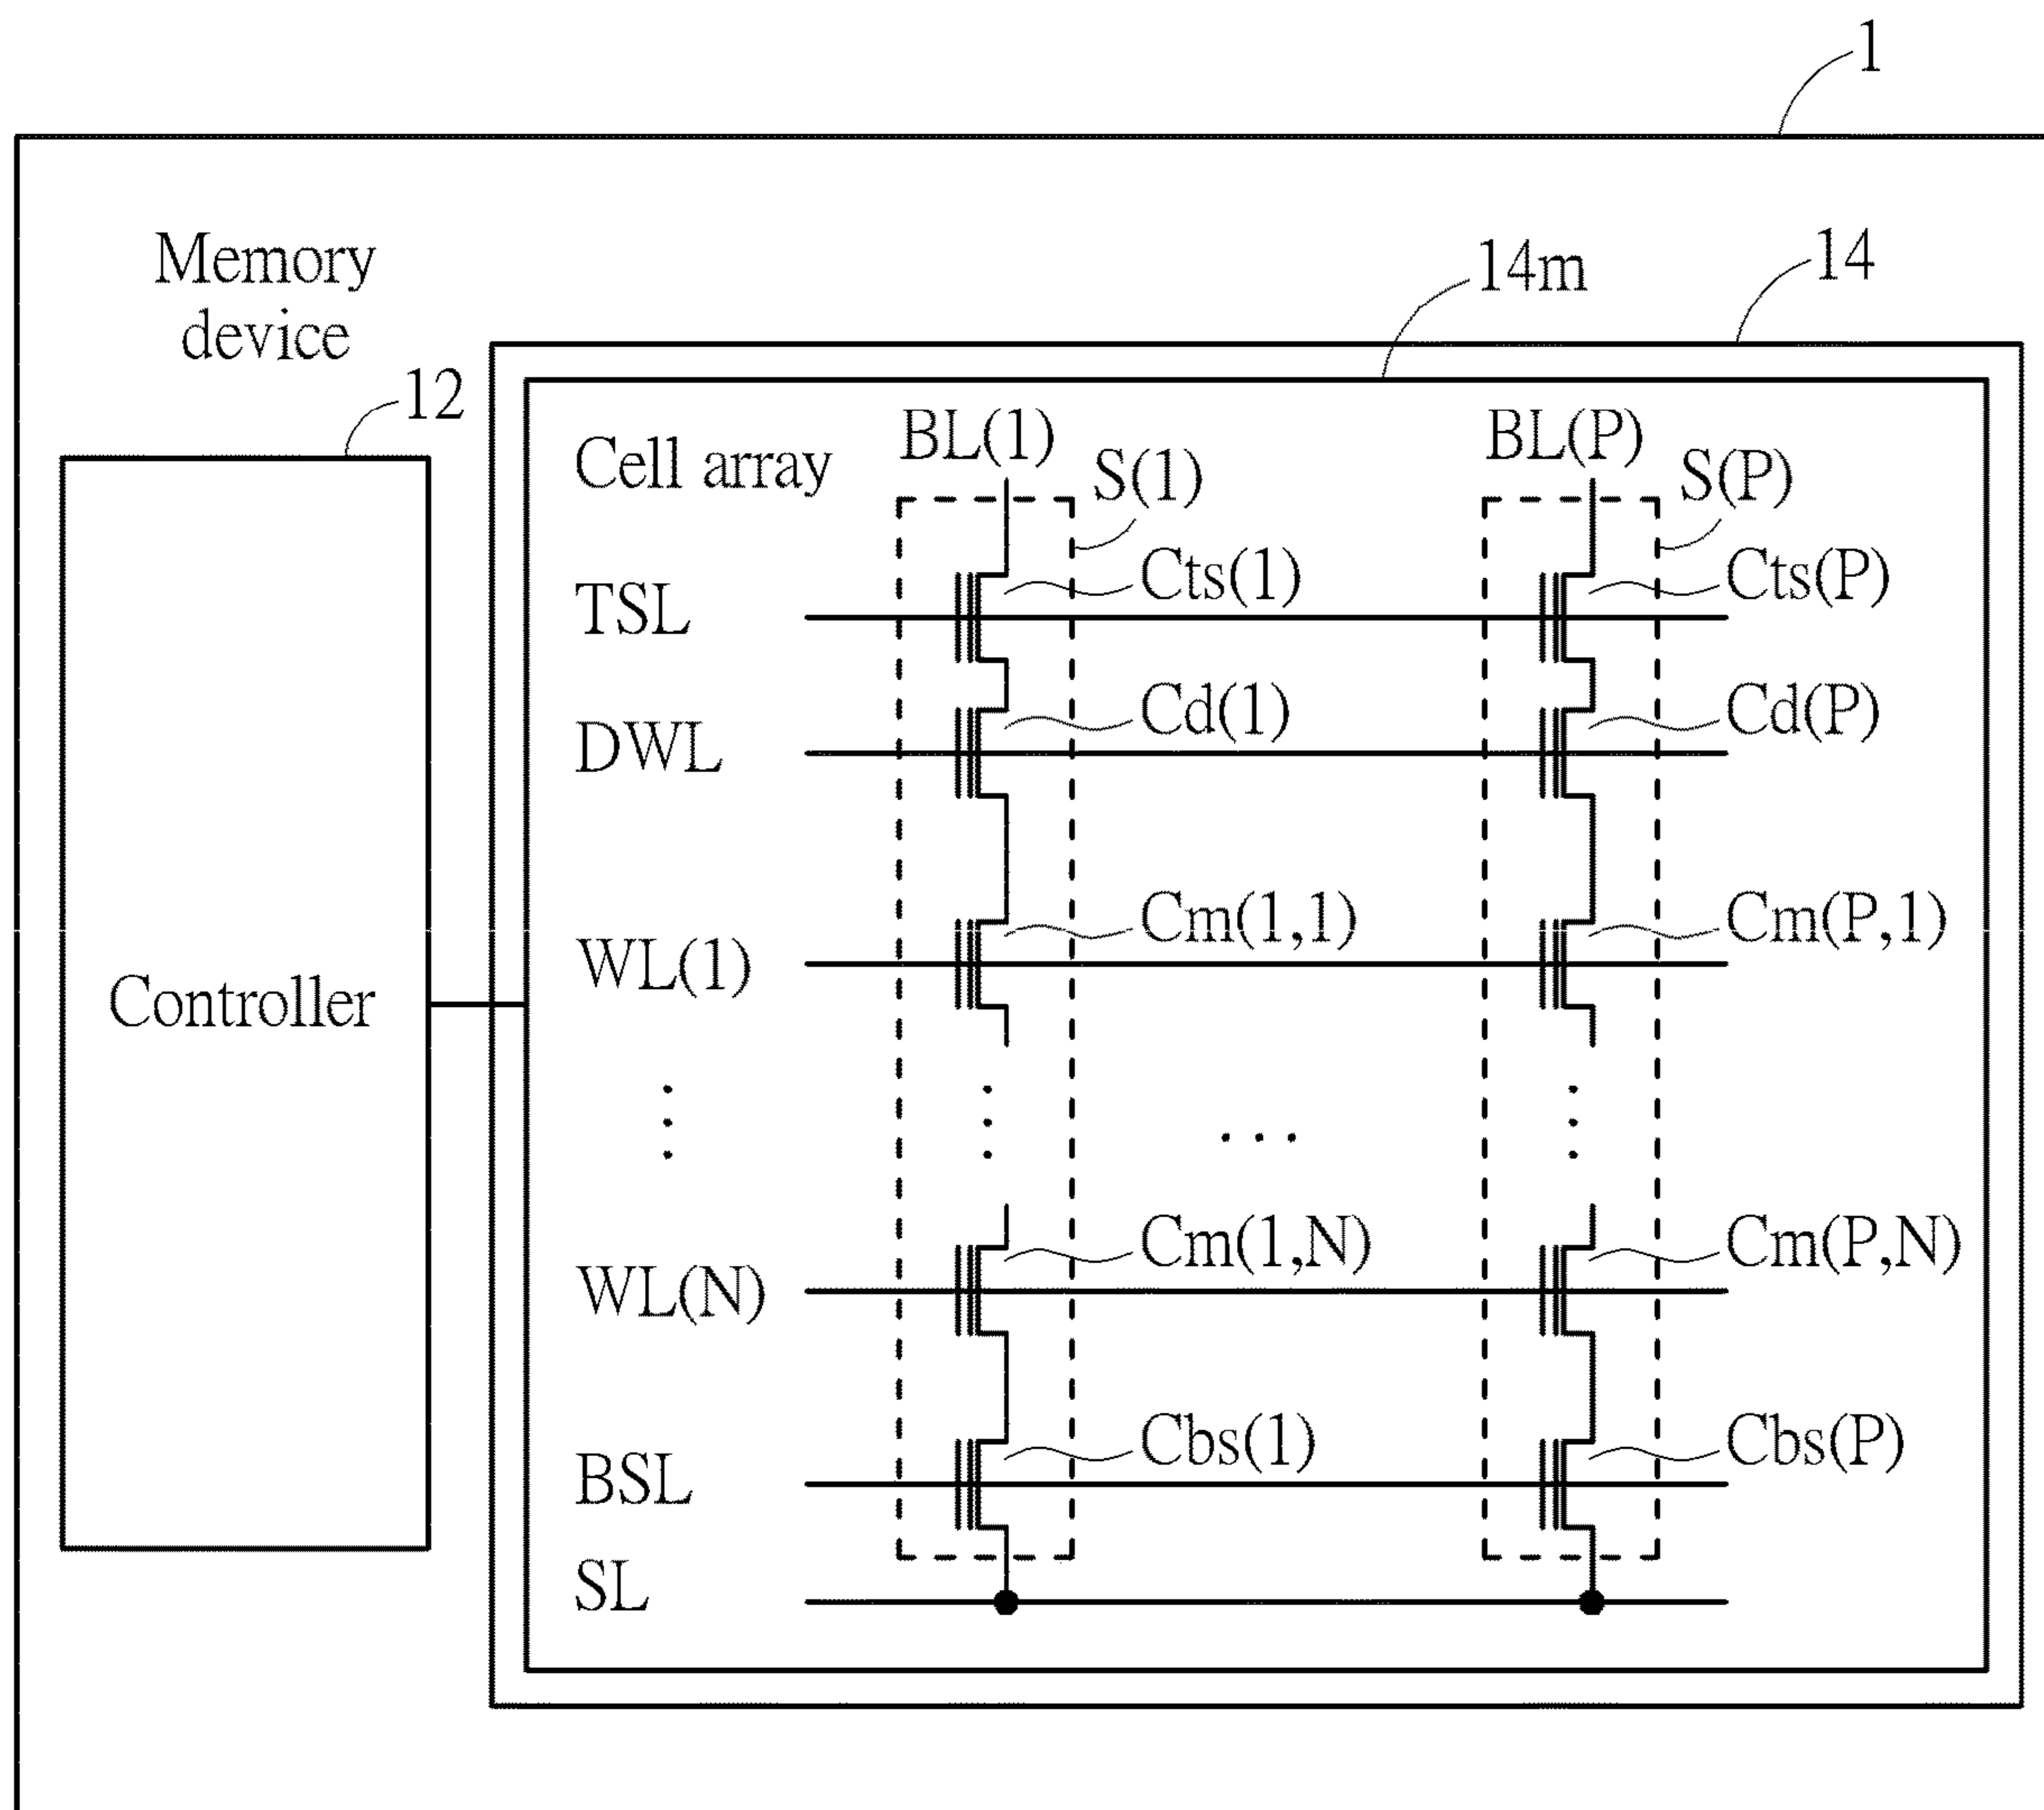 1
Memory
device
14m
14
12
Cell array
BL(1)
S(1)
BL(P)
S(P)
TSL
Cts(1)
Cts(P)
DWL
Cd(1)
Cd(P)
WL(1)
Cm(1,1)
Cm(P,1)
Controller
WL(N)
Cm(1,N)
Cm(P,N)
BSL
Cbs(1)
Cbs(P)
SL